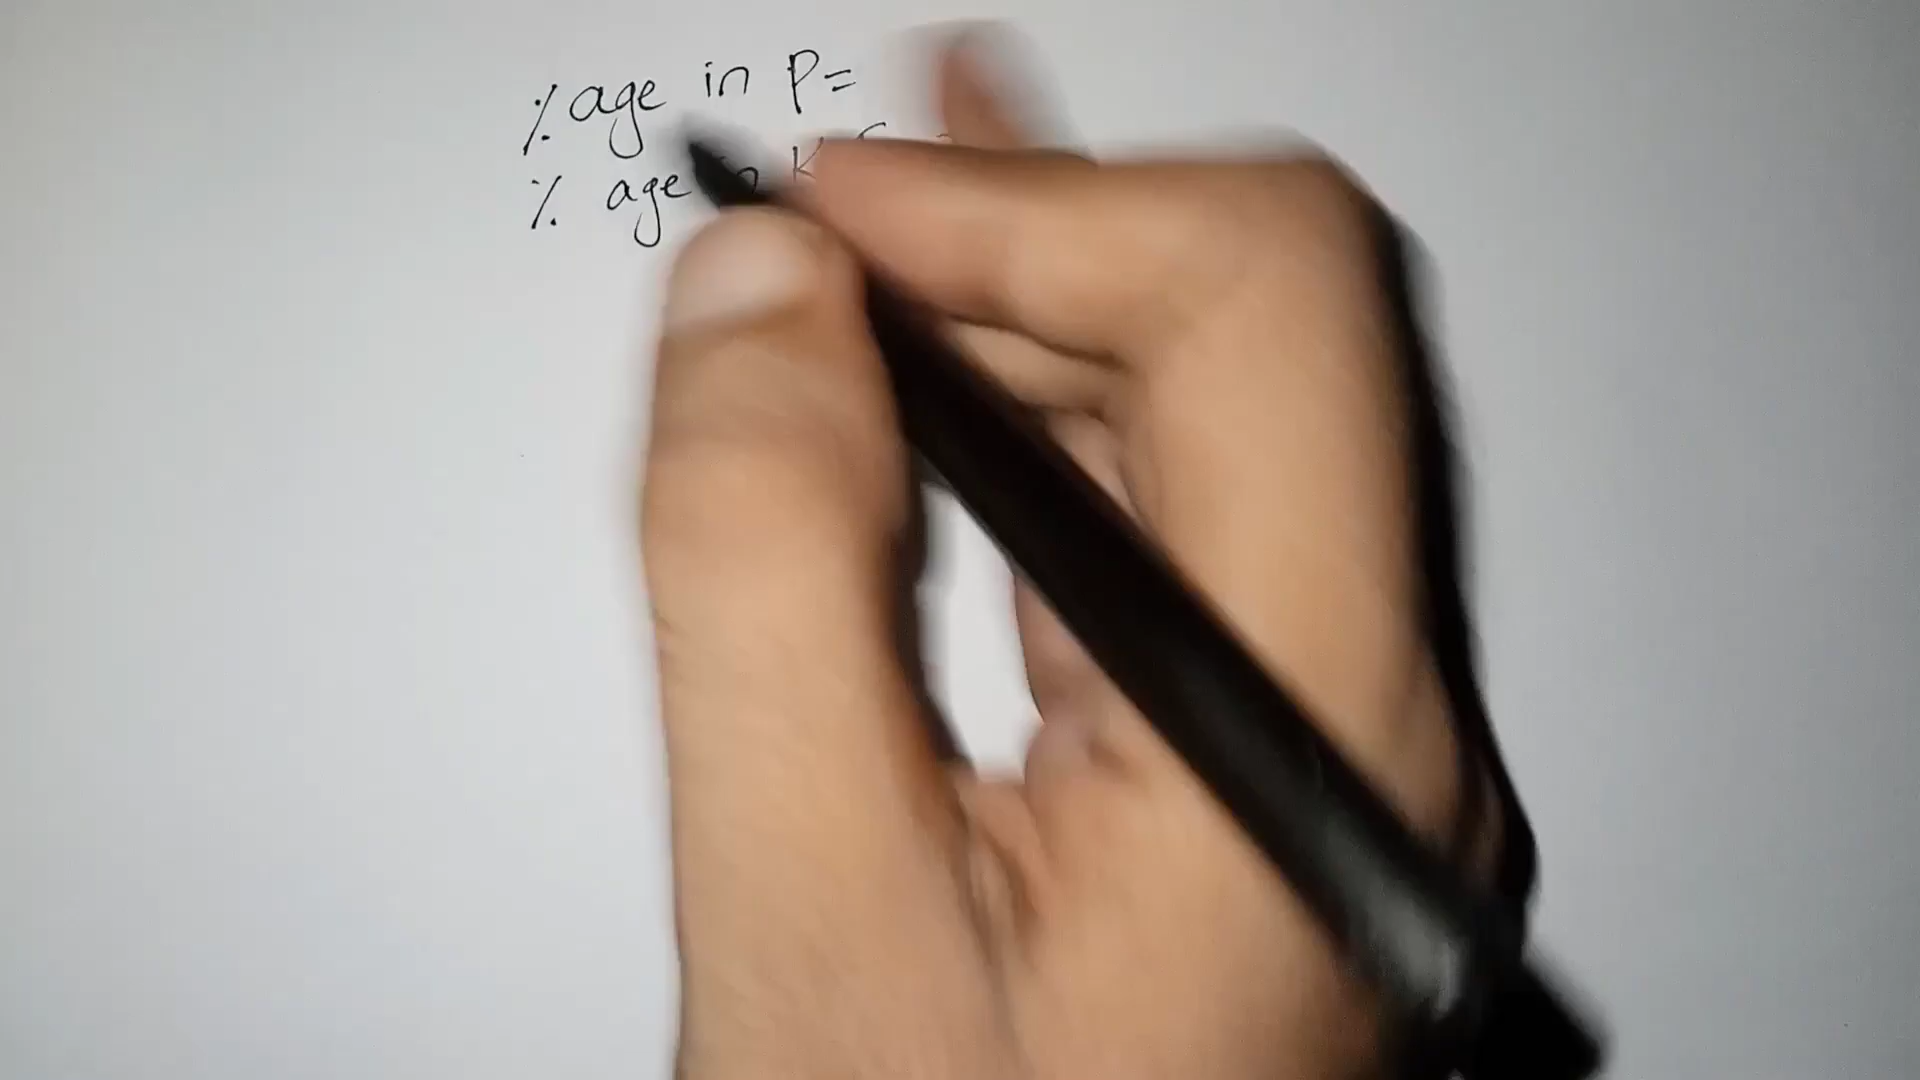 % age in P=
% age